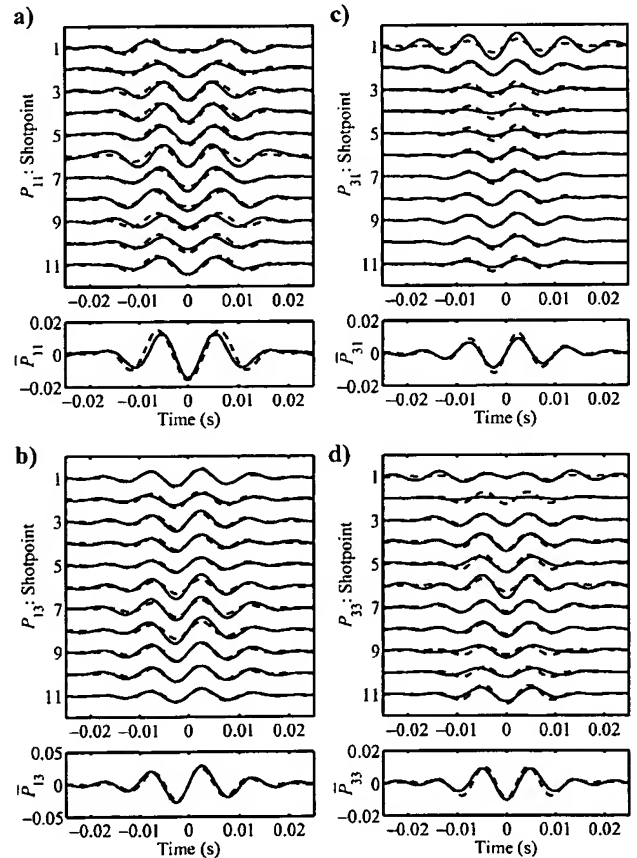 a)
P11: Shotpoint
1
3
5
7
9
11
−0.02 −0.01 0 0.01 0.02
P̄11
0.02
0
−0.02
−0.02 −0.01 0 0.01 0.02
Time (s)
c)
P31: Shotpoint
1
3
5
7
9
11
−0.02 −0.01 0 0.01 0.02
P̄31
0.02
0
−0.02
−0.02 −0.01 0 0.01 0.02
Time (s)
b)
P13: Shotpoint
1
3
5
7
9
11
−0.02 −0.01 0 0.01 0.02
P̄13
0.05
0
−0.05
−0.02 −0.01 0 0.01 0.02
Time (s)
d)
P33: Shotpoint
1
3
5
7
9
11
−0.02 −0.01 0 0.01 0.02
P̄33
0.02
0
−0.02
−0.02 −0.01 0 0.01 0.02
Time (s)